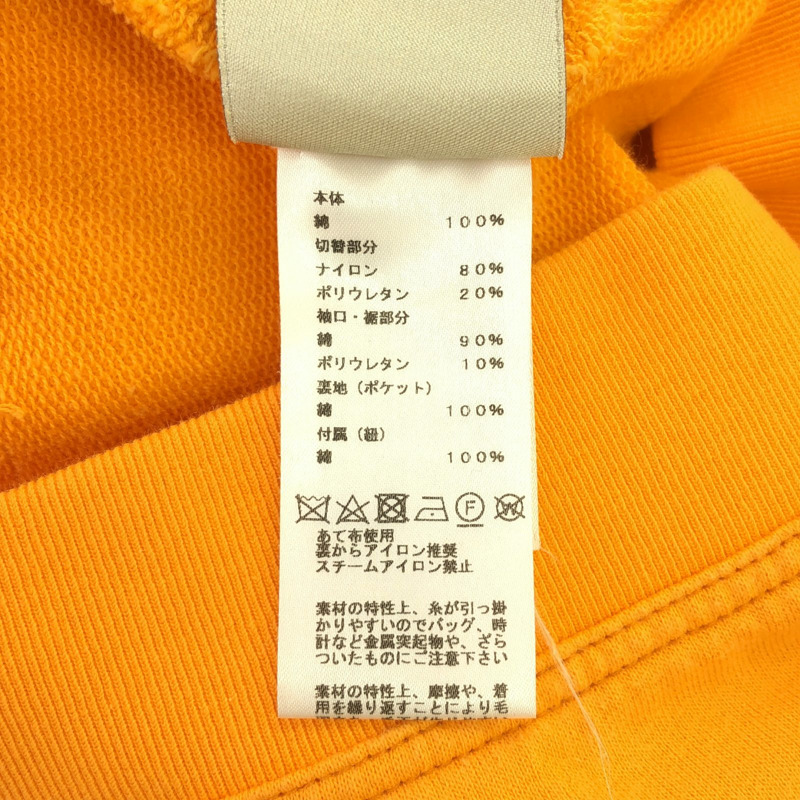 本体
綿 100%
切替部分
ナイロン 80%
ポリウレタン 20%
袖口・裾部分
綿 90%
ポリウレタン 10%
裏地（ポケット）
綿 100%
付属（紐）
綿 100%
F W
あて布使用
裏からアイロン推奨
スチームアイロン禁止
素材の特性上、糸が引っ掛
かりやすいのでバッグ、時
計など金属突起物や、ざら
ついたものにご注意下さい
素材の特性上、摩擦や、着
用を繰り返すことにより毛